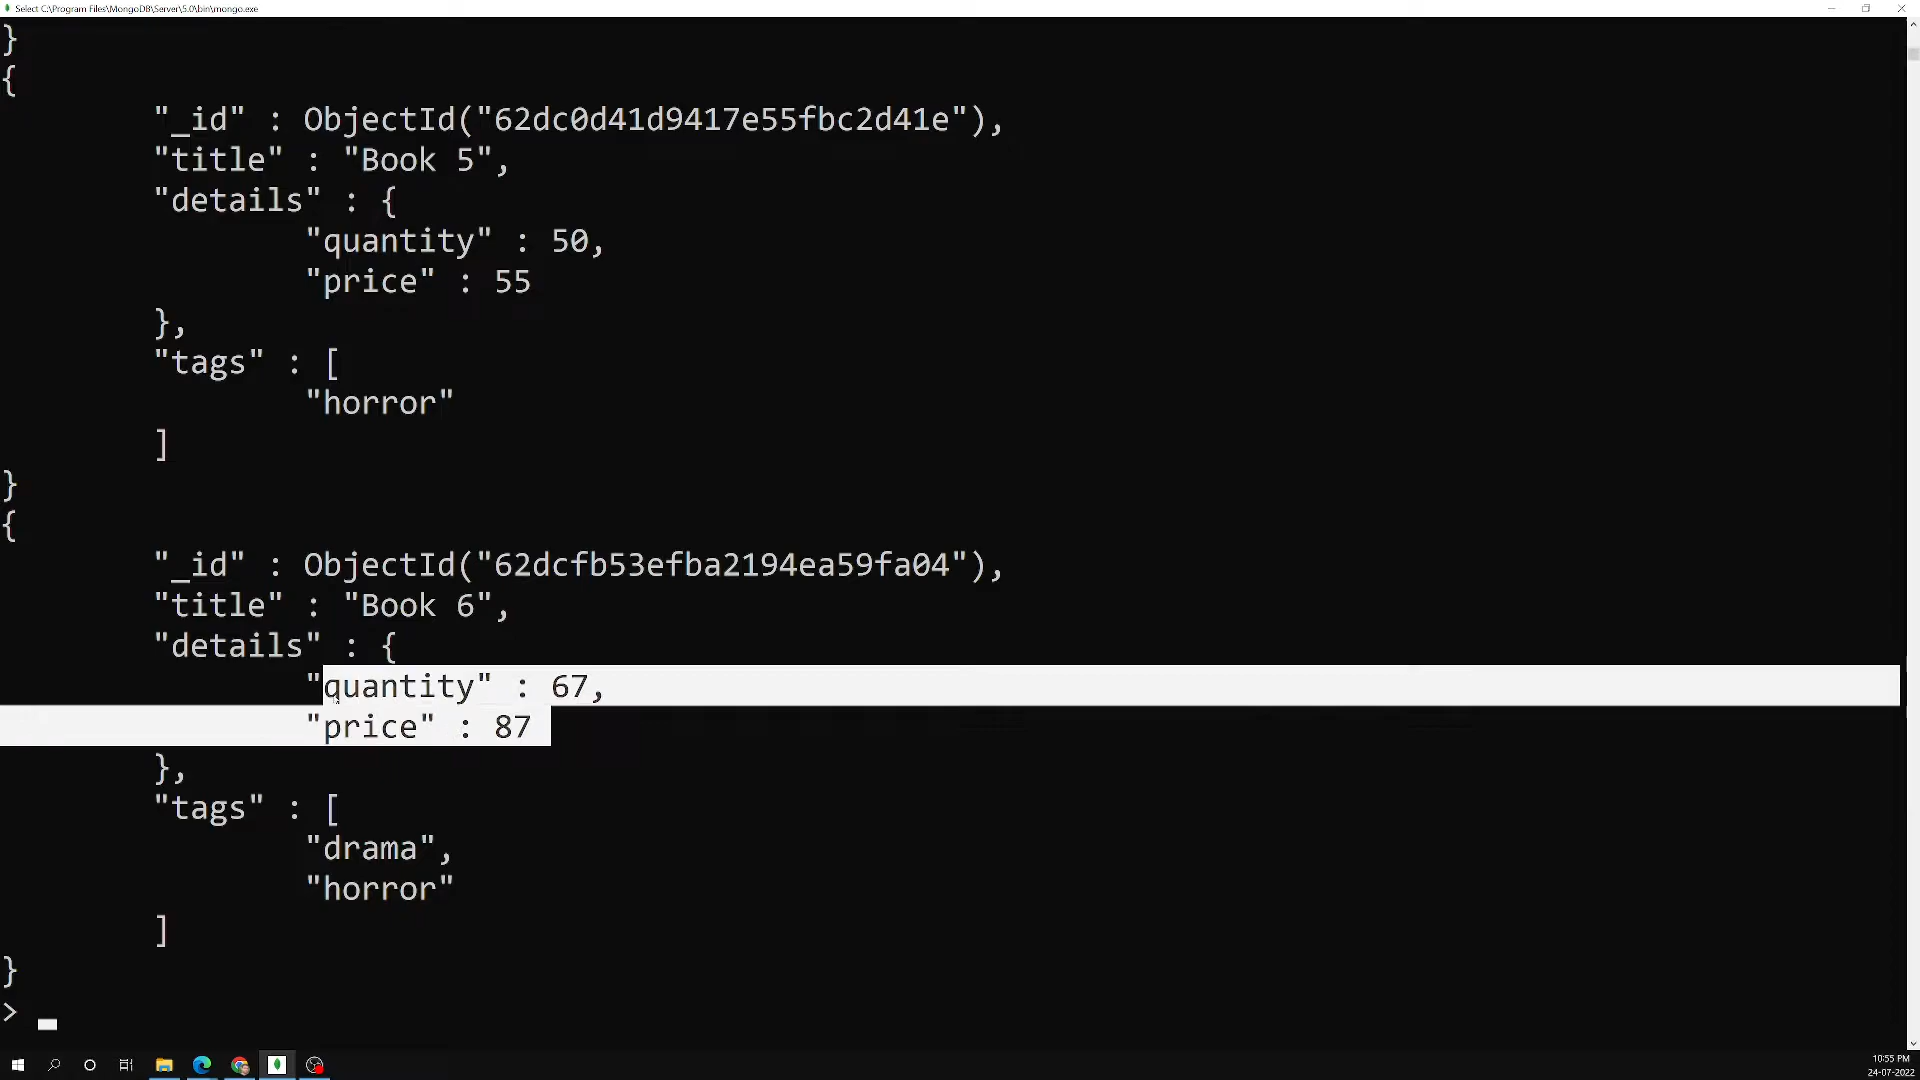 Select C:\Program Files\MongoDB\Server\5.0\bin\mongo.exe
}
{
"_id" : ObjectId("62dc0d41d9417e55fbc2d41e"),
"title" : "Book 5",
"details" : {
"quantity" : 50,
"price" : 55
},
"tags" : [
"horror"
]
}
{
"_id" : ObjectId("62dcfb53efba2194ea59fa04"),
"title" : "Book 6",
"details" : {
"quantity" : 67,
"price" : 87
},
"tags" : [
"drama",
"horror"
]
}
>
10:55 PM
24-07-2022